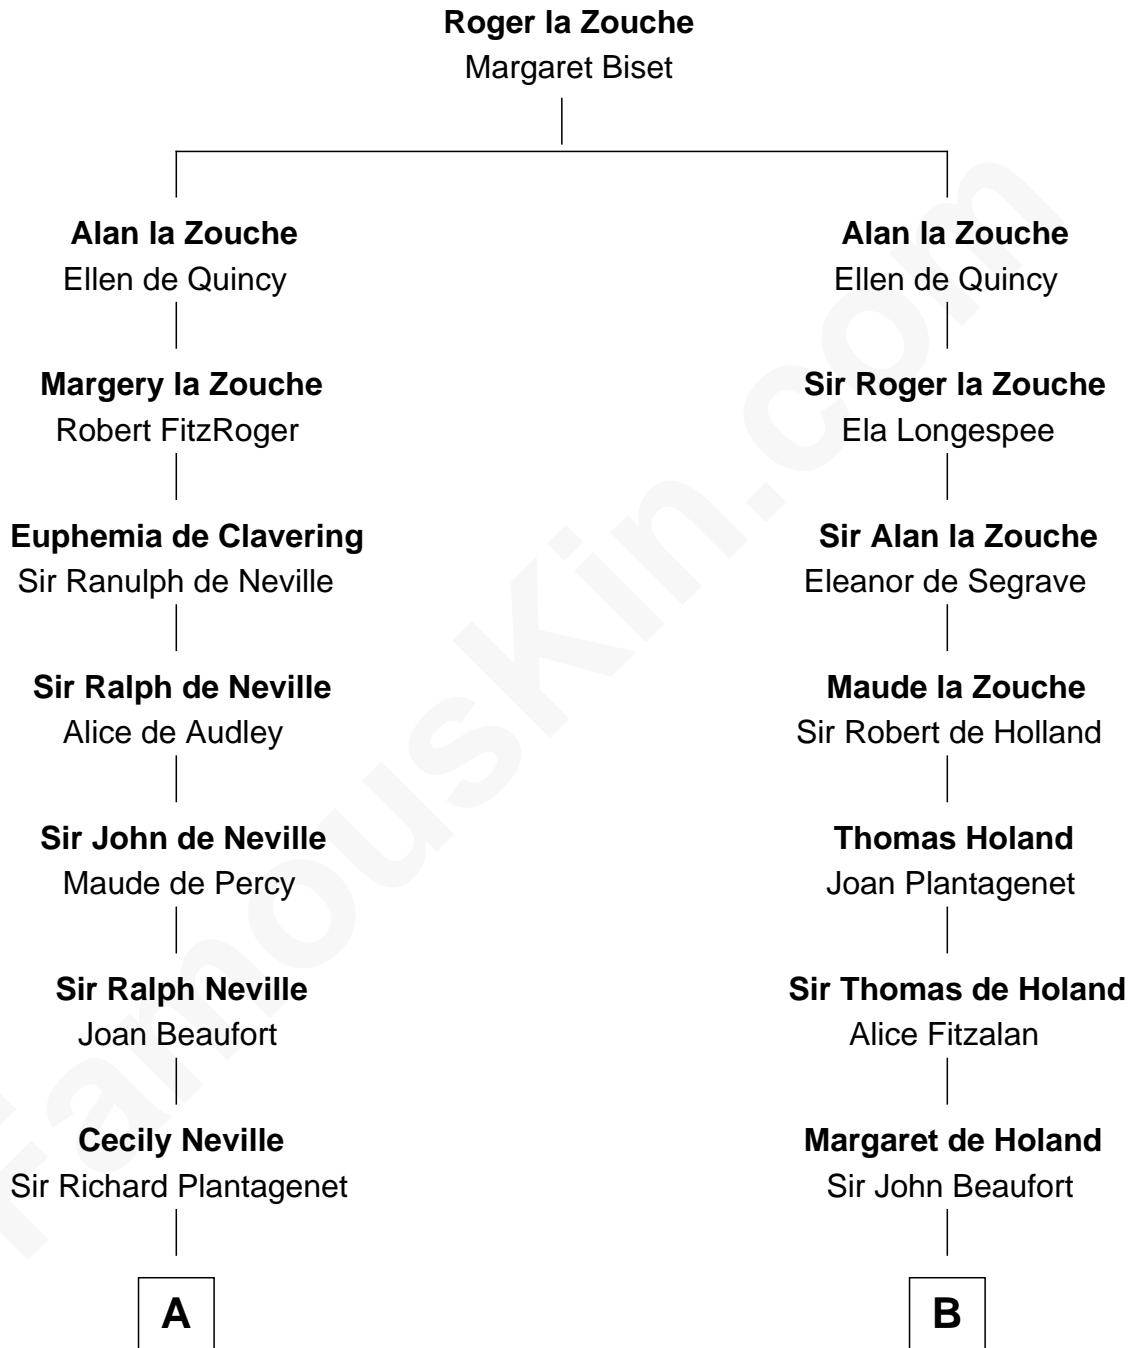 Roger la Zouche
Margaret Biset
Alan la Zouche
Ellen de Quincy
Margery la Zouche
Robert FitzRoger
Euphemia de Clavering
Sir Ranulph de Neville
Sir Ralph de Neville
Alice de Audley
Sir John de Neville
Maude de Percy
Sir Ralph Neville
Joan Beaufort
Cecily Neville
Sir Richard Plantagenet
A
Alan la Zouche
Ellen de Quincy
Sir Roger la Zouche
Ela Longespee
Sir Alan la Zouche
Eleanor de Segrave
Maude la Zouche
Sir Robert de Holland
Thomas Holand
Joan Plantagenet
Sir Thomas de Holand
Alice Fitzalan
Margaret de Holand
Sir John Beaufort
B
FamousKin.com